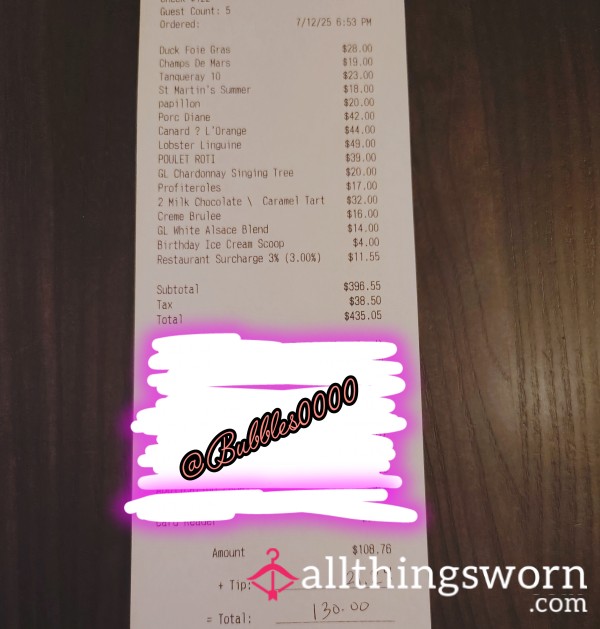 Guest Count: 5
Ordered: 7/12/25 6:53 PM
Duck Foie Gras $28.00
Champs De Mars $19.00
Tanqueray 10 $23.00
St Martin's Summer $18.00
papillon $20.00
Porc Diane $42.00
Canard ? L'Orange $44.00
Lobster Linguine $49.00
POULET ROTI $39.00
GL Chardonnay Singing Tree $20.00
Profiteroles $17.00
2 Milk Chocolate \ Caramel Tart $32.00
Creme Brulee $16.00
GL White Alsace Blend $14.00
Birthday Ice Cream Scoop $4.00
Restaurant Surcharge 3% (3.00%) $11.55
Subtotal $396.55
Tax $38.50
Total $435.05
@Bubbles0000
Card Reader
Amount $108.76
+ Tip:
= Total: 130.00
allthingsworn
.com